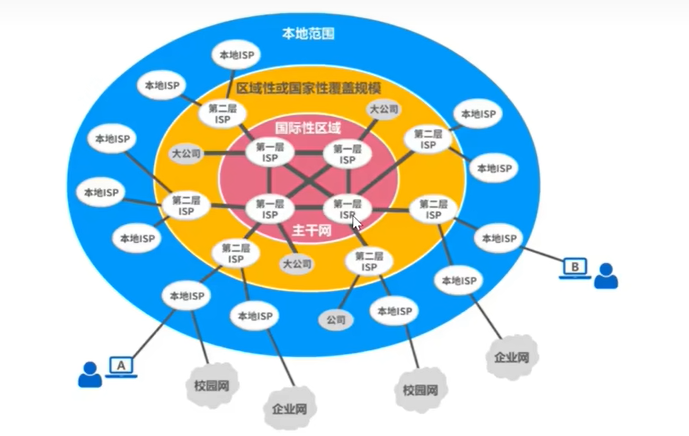 本地范围
本地ISP
本地ISP
区域性或国家性覆盖规模
第二层
ISP
大公司
本地ISP
国际性区域
本地ISP
第二层
ISP
大公司
第一层
ISP
第一层
ISP
本地ISP
本地ISP
第二层
ISP
第一层
ISP
第一层
ISP
第二层
ISP
本地ISP
主干网
本地ISP
第二层
ISP
大公司
第二层
ISP
B
本地ISP
本地ISP
本地ISP
公司
本地ISP
A
校园网
企业网
校园网
企业网